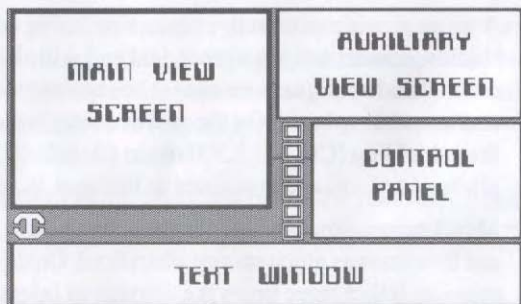 MAIN VIEW
SCREEN
AUXILIARY
VIEW SCREEN
CONTROL
PANEL
TEXT WINDOW